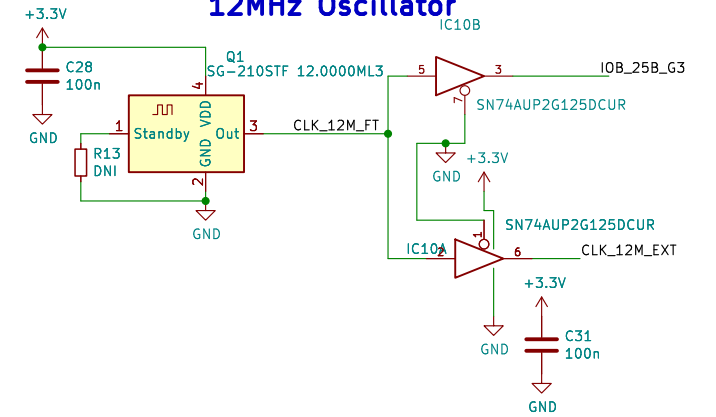 12MHz Oscillator
+3.3V
C28
100n
GND
Q1
SG-210STF 12.0000ML3
4
VDD
1
Standby
Out
3
GND
2
R13
DNI
GND
CLK_12M_FT
IC10B
5
3
7
IOB_25B_G3
SN74AUP2G125DCUR
GND
+3.3V
SN74AUP2G125DCUR
1
IC10A
2
6
CLK_12M_EXT
GND
+3.3V
C31
100n
GND